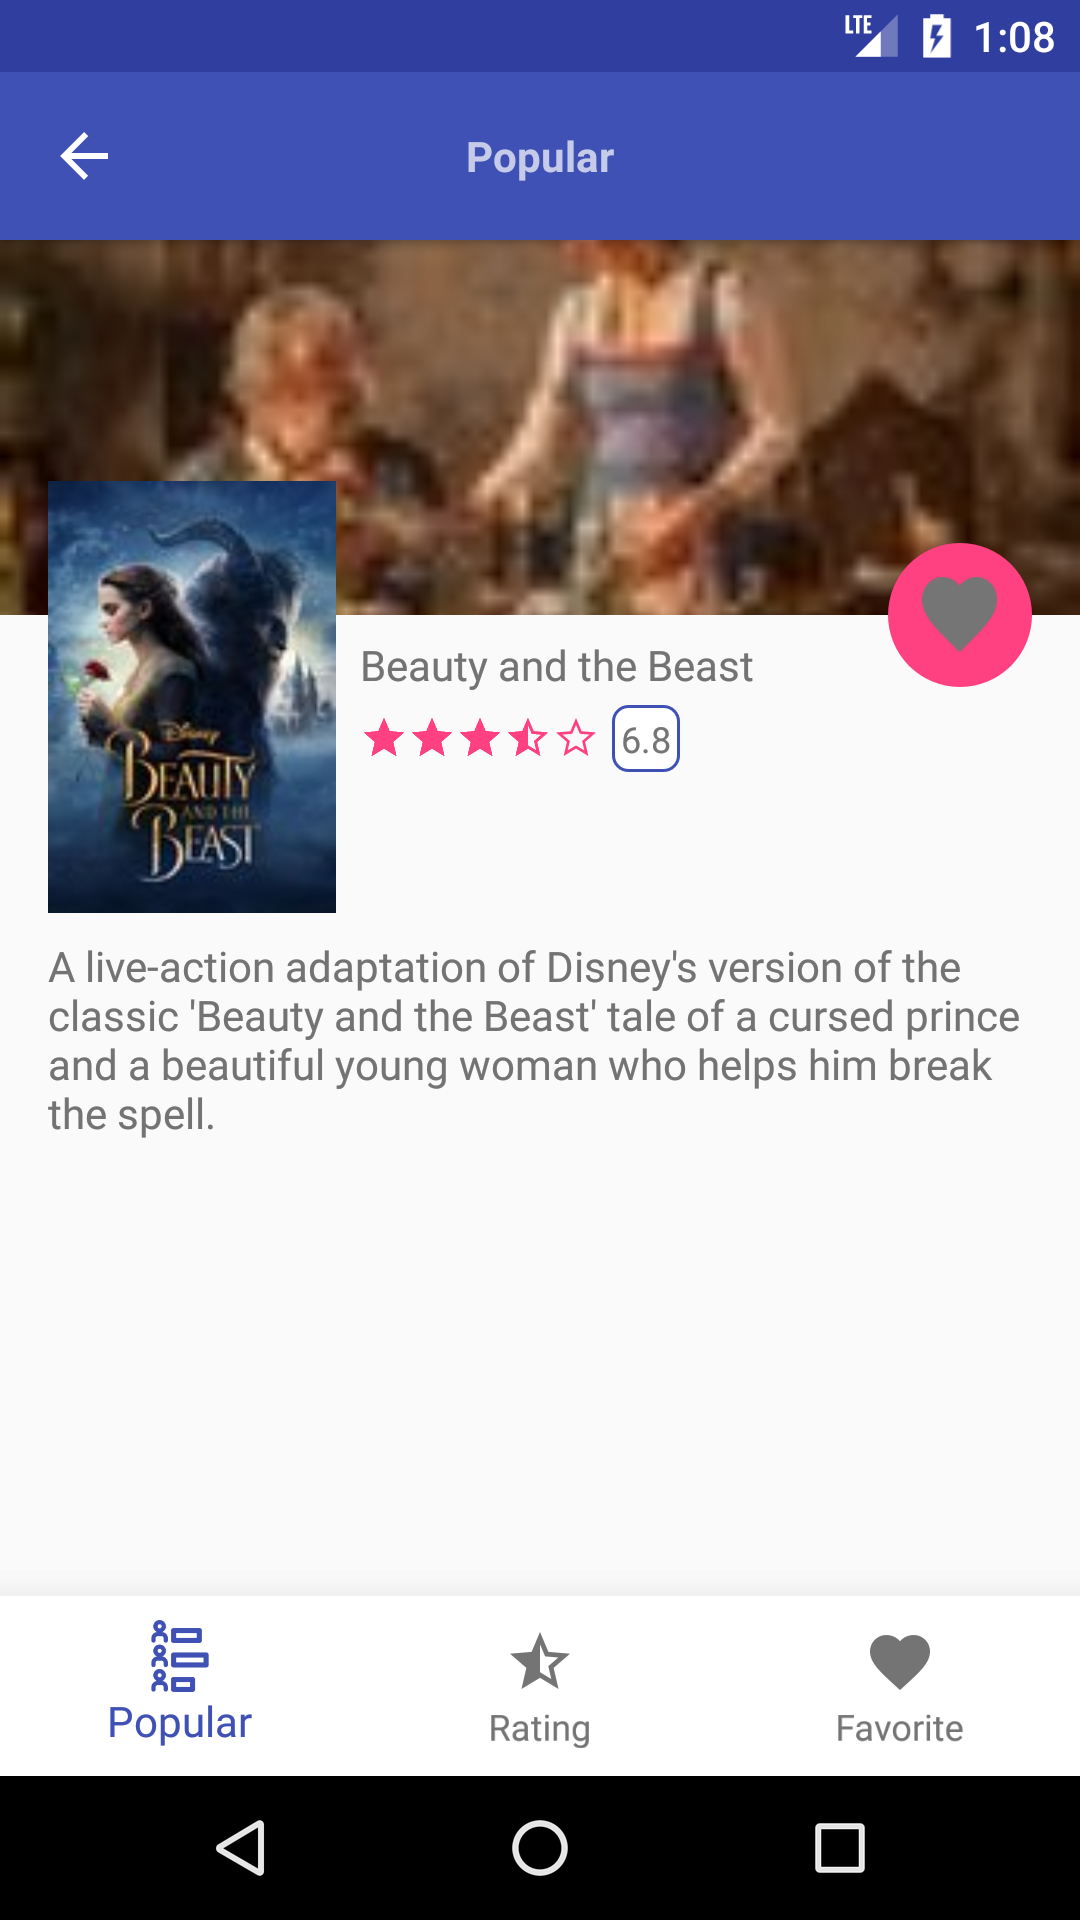 LTE 1:08
Popular
Disney
BEAUTY
AND THE
BEAST
Beauty and the Beast
6.8
A live-action adaptation of Disney's version of the
classic 'Beauty and the Beast' tale of a cursed prince
and a beautiful young woman who helps him break
the spell.
Popular
Rating
Favorite